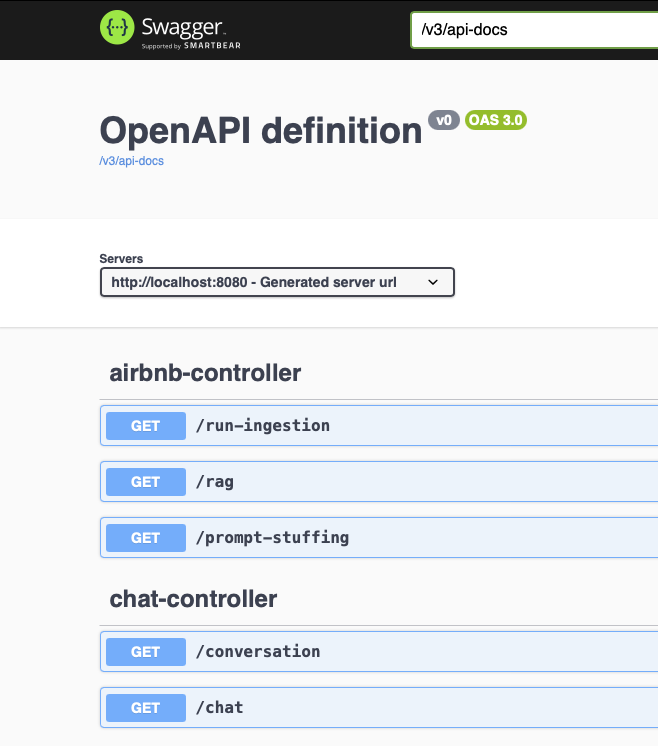 Swagger
Supported by SMARTBEAR
/v3/api-docs
OpenAPI definition v0 OAS 3.0
/v3/api-docs
Servers
http://localhost:8080 - Generated server url
airbnb-controller
GET /run-ingestion
GET /rag
GET /prompt-stuffing
chat-controller
GET /conversation
GET /chat